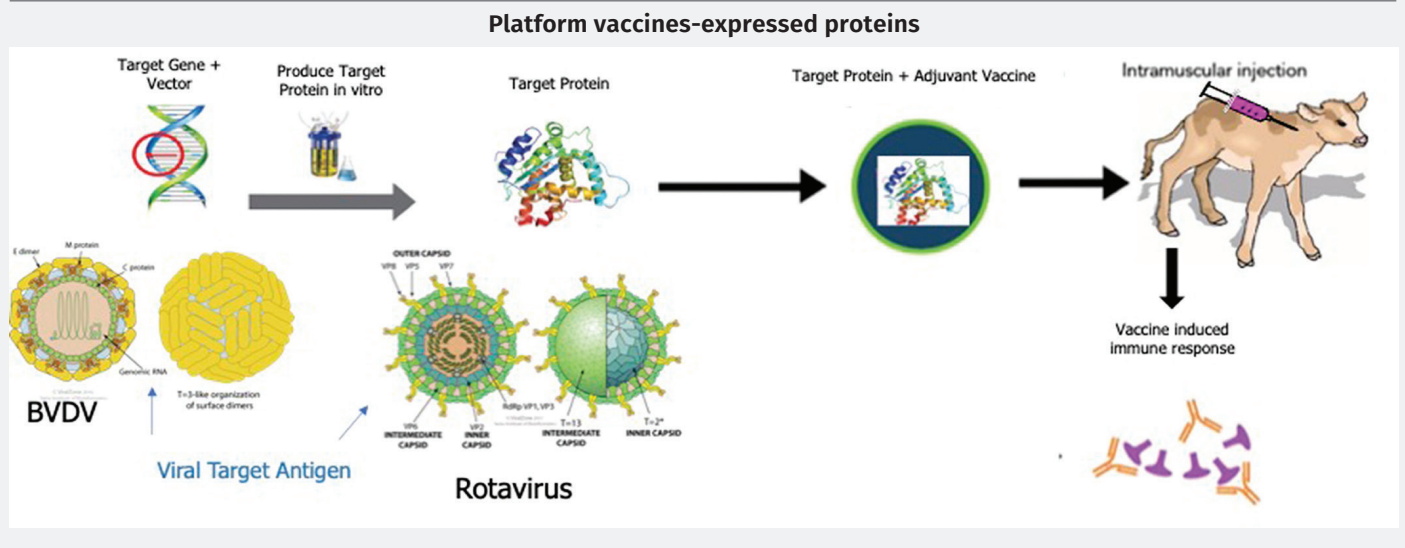 Platform vaccines-expressed proteins
Target Gene +
Vector
Produce Target
Protein in vitro
Target Protein
Target Protein + Adjuvant Vaccine
Intramuscular injection
E dimer
M protein
C protein
Genomic RNA
T=3-like organization
of surface dimers
BVDV
OUTER CAPSID
VP8 VP5 VP7
RdRp VP1, VP3
VP6
INTERMEDIATE
CAPSID
VP2
INNER
CAPSID
T=13
INTERMEDIATE
CAPSID
T=2*
INNER CAPSID
Viral Target Antigen
Rotavirus
Vaccine induced
immune response